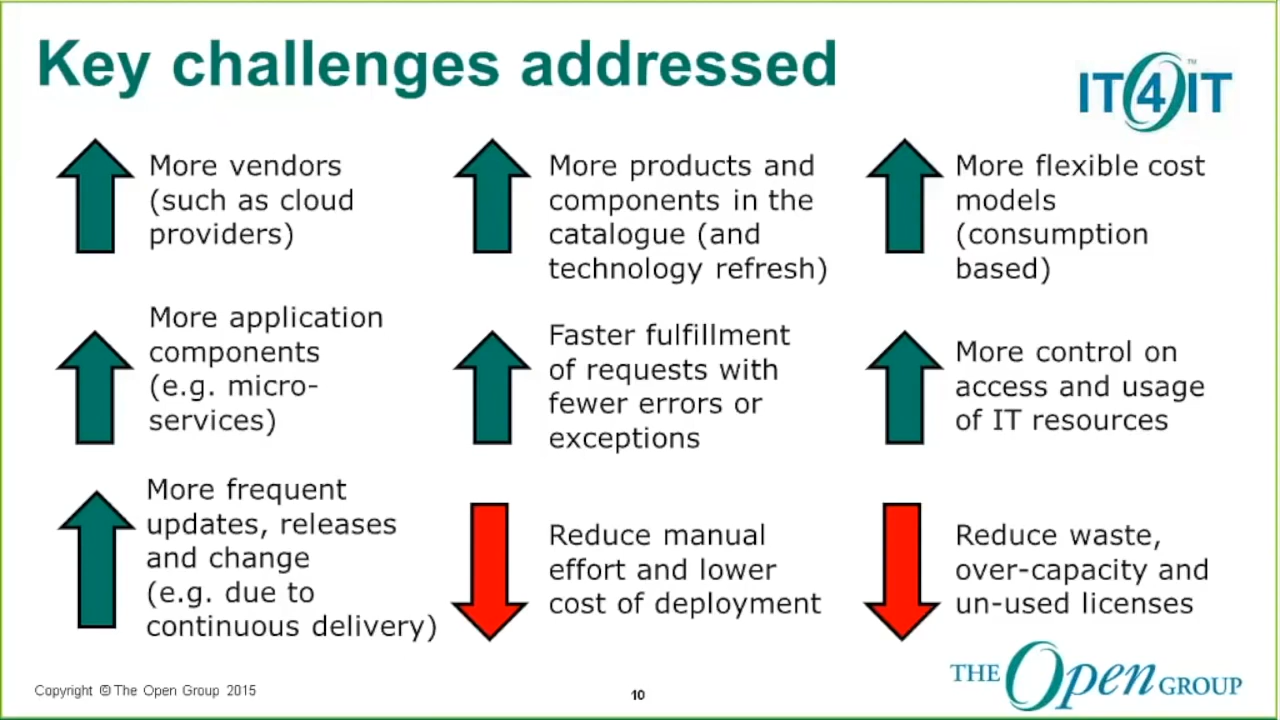 Key challenges addressed
IT4IT™
More vendors
(such as cloud
providers)
More products and
components in the
catalogue (and
technology refresh)
More flexible cost
models
(consumption
based)
More application
components
(e.g. micro-
services)
Faster fulfillment
of requests with
fewer errors or
exceptions
More control on
access and usage
of IT resources
More frequent
updates, releases
and change
(e.g. due to
continuous delivery)
Reduce manual
effort and lower
cost of deployment
Reduce waste,
over-capacity and
un-used licenses
Copyright © The Open Group 2015
10
THE Open GROUP